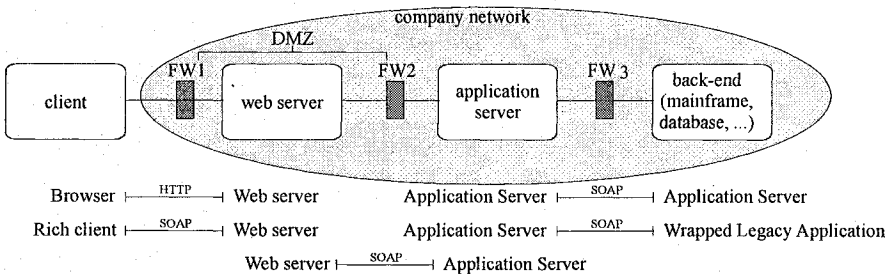 company network
DMZ
FW1
FW2
FW 3
client
web server
application
server
back-end
(mainframe,
database, ...)
Browser HTTP Web server
Application Server SOAP Application Server
Rich client SOAP Web server
Application Server SOAP Wrapped Legacy Application
Web server SOAP Application Server